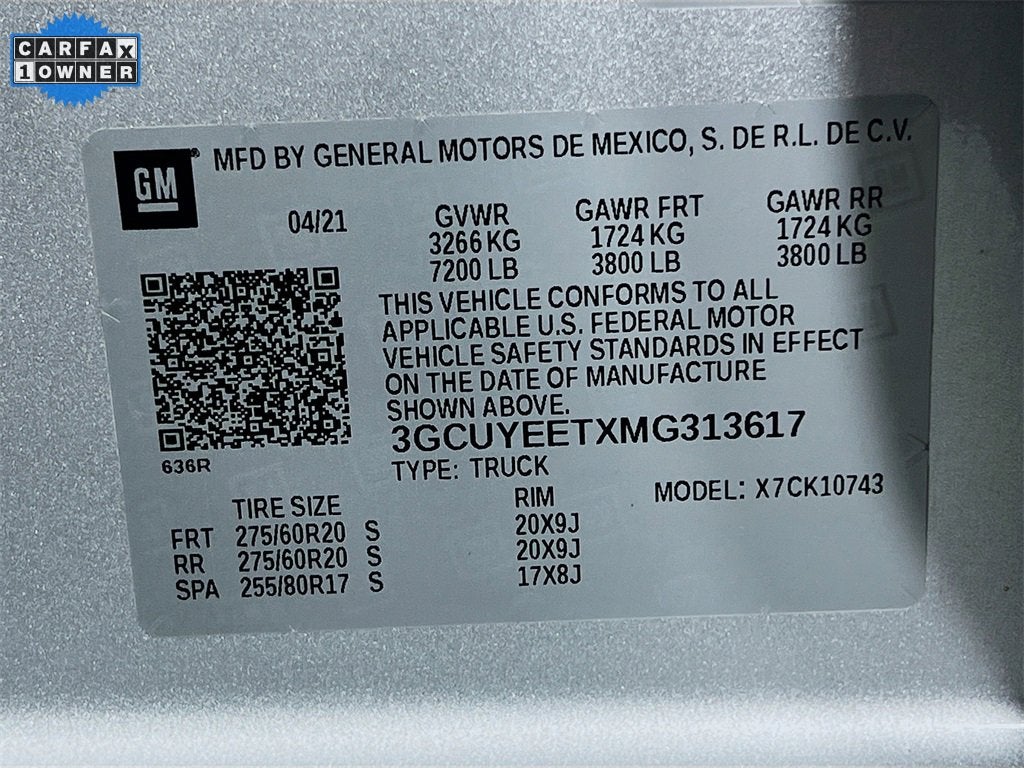 CARFAX
1 OWNER
GM
MFD BY GENERAL MOTORS DE MEXICO, S. DE R.L. DE C.V.
04/21
GVWR GAWR FRT GAWR RR
3266 KG 1724 KG 1724 KG
7200 LB 3800 LB 3800 LB
THIS VEHICLE CONFORMS TO ALL
APPLICABLE U.S. FEDERAL MOTOR
VEHICLE SAFETY STANDARDS IN EFFECT
ON THE DATE OF MANUFACTURE
SHOWN ABOVE.
3GCUYEETXMG313617
636R
TYPE: TRUCK
MODEL: X7CK10743
TIRE SIZE RIM
FRT 275/60R20 S 20X9J
RR 275/60R20 S 20X9J
SPA 255/80R17 S 17X8J